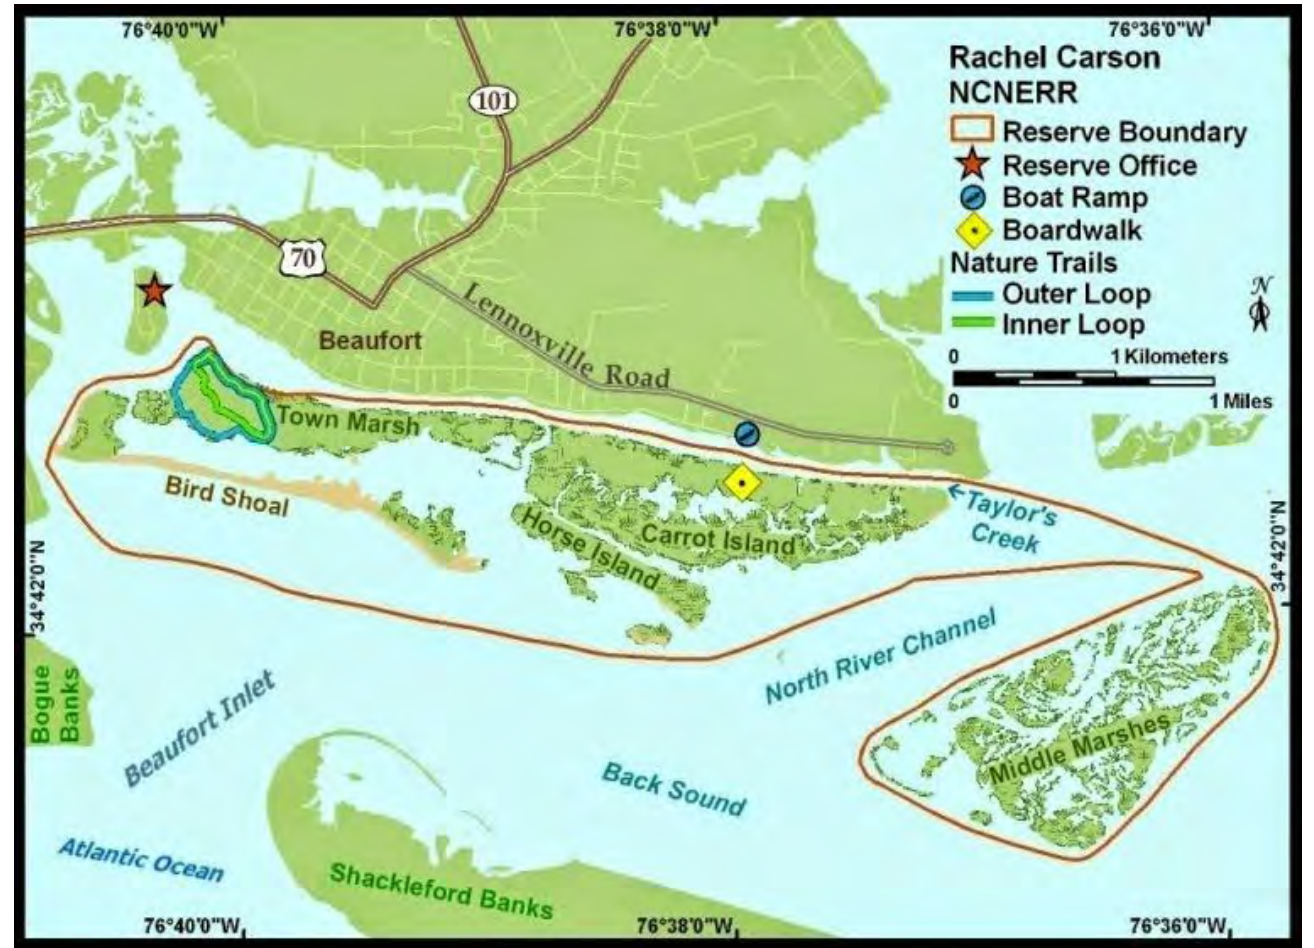 76°40'0"W
76°38'0"W
76°36'0"W
Rachel Carson
NCNERR
Reserve Boundary
Reserve Office
Boat Ramp
Boardwalk
Nature Trails
Outer Loop
Inner Loop
N
0 1 Kilometers
0 1 Miles
101
70
Lennoxville Road
Beaufort
Town Marsh
Bird Shoal
Carrot Island
Horse Island
Taylor's
Creek
34°42'0"N
34°42'0"N
North River Channel
Middle Marshes
Bogue
Banks
Beaufort Inlet
Back Sound
Atlantic Ocean
Shackleford Banks
76°40'0"W
76°38'0"W
76°36'0"W